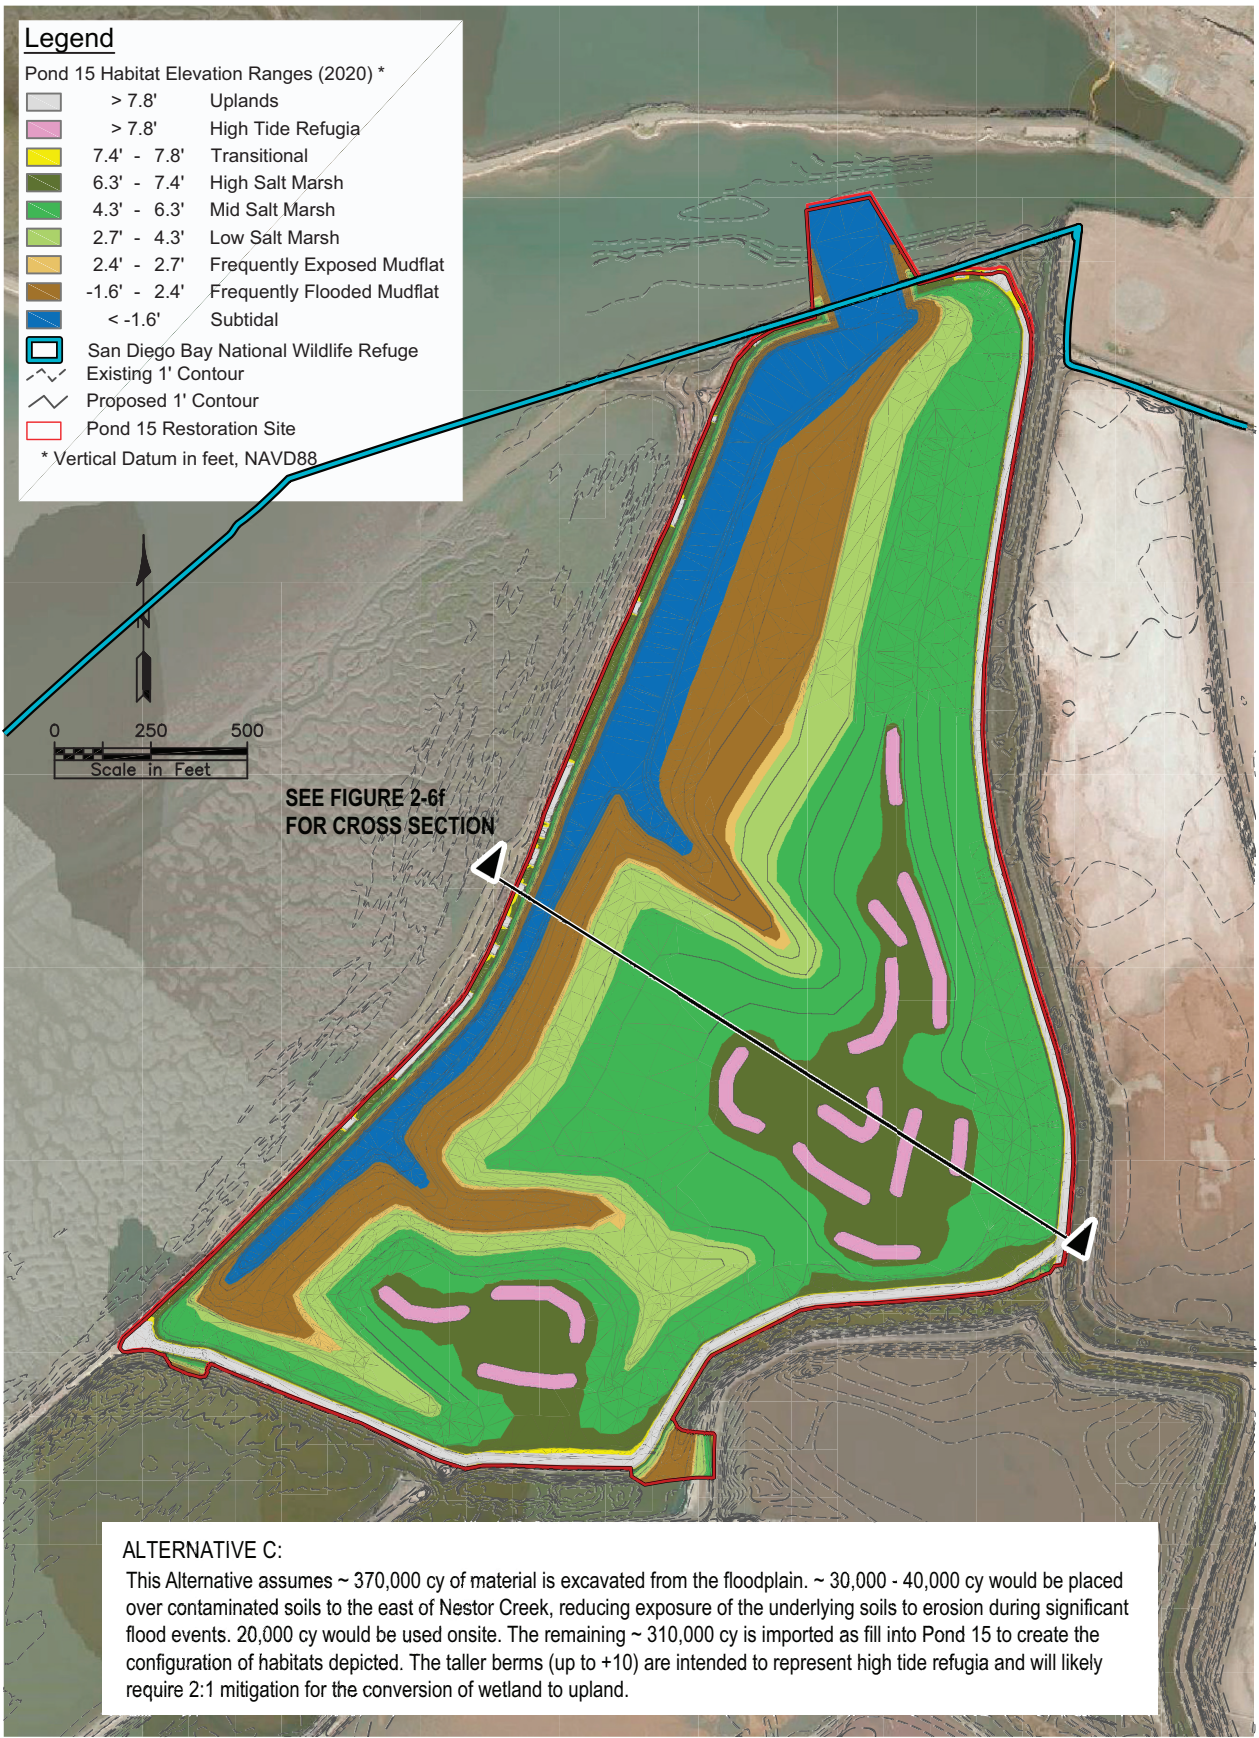 Legend
Pond 15 Habitat Elevation Ranges (2020) *
> 7.8' Uplands
> 7.8' High Tide Refugia
7.4' - 7.8' Transitional
6.3' - 7.4' High Salt Marsh
4.3' - 6.3' Mid Salt Marsh
2.7' - 4.3' Low Salt Marsh
2.4' - 2.7' Frequently Exposed Mudflat
-1.6' - 2.4' Frequently Flooded Mudflat
< -1.6' Subtidal
San Diego Bay National Wildlife Refuge
Existing 1' Contour
Proposed 1' Contour
Pond 15 Restoration Site
* Vertical Datum in feet, NAVD88
N
0 250 500
Scale in Feet
SEE FIGURE 2-6f
FOR CROSS SECTION
ALTERNATIVE C:
This Alternative assumes ~ 370,000 cy of material is excavated from the floodplain. ~ 30,000 - 40,000 cy would be placed
over contaminated soils to the east of Nestor Creek, reducing exposure of the underlying soils to erosion during significant
flood events. 20,000 cy would be used onsite. The remaining ~ 310,000 cy is imported as fill into Pond 15 to create the
configuration of habitats depicted. The taller berms (up to +10) are intended to represent high tide refugia and will likely
require 2:1 mitigation for the conversion of wetland to upland.